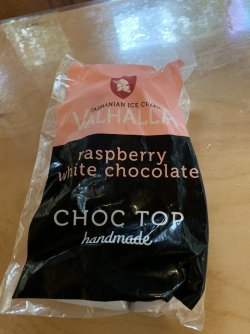 TASMANIAN ICE CREAM
VALHALLA
raspberry
white chocolate
CHOC TOP
handmade